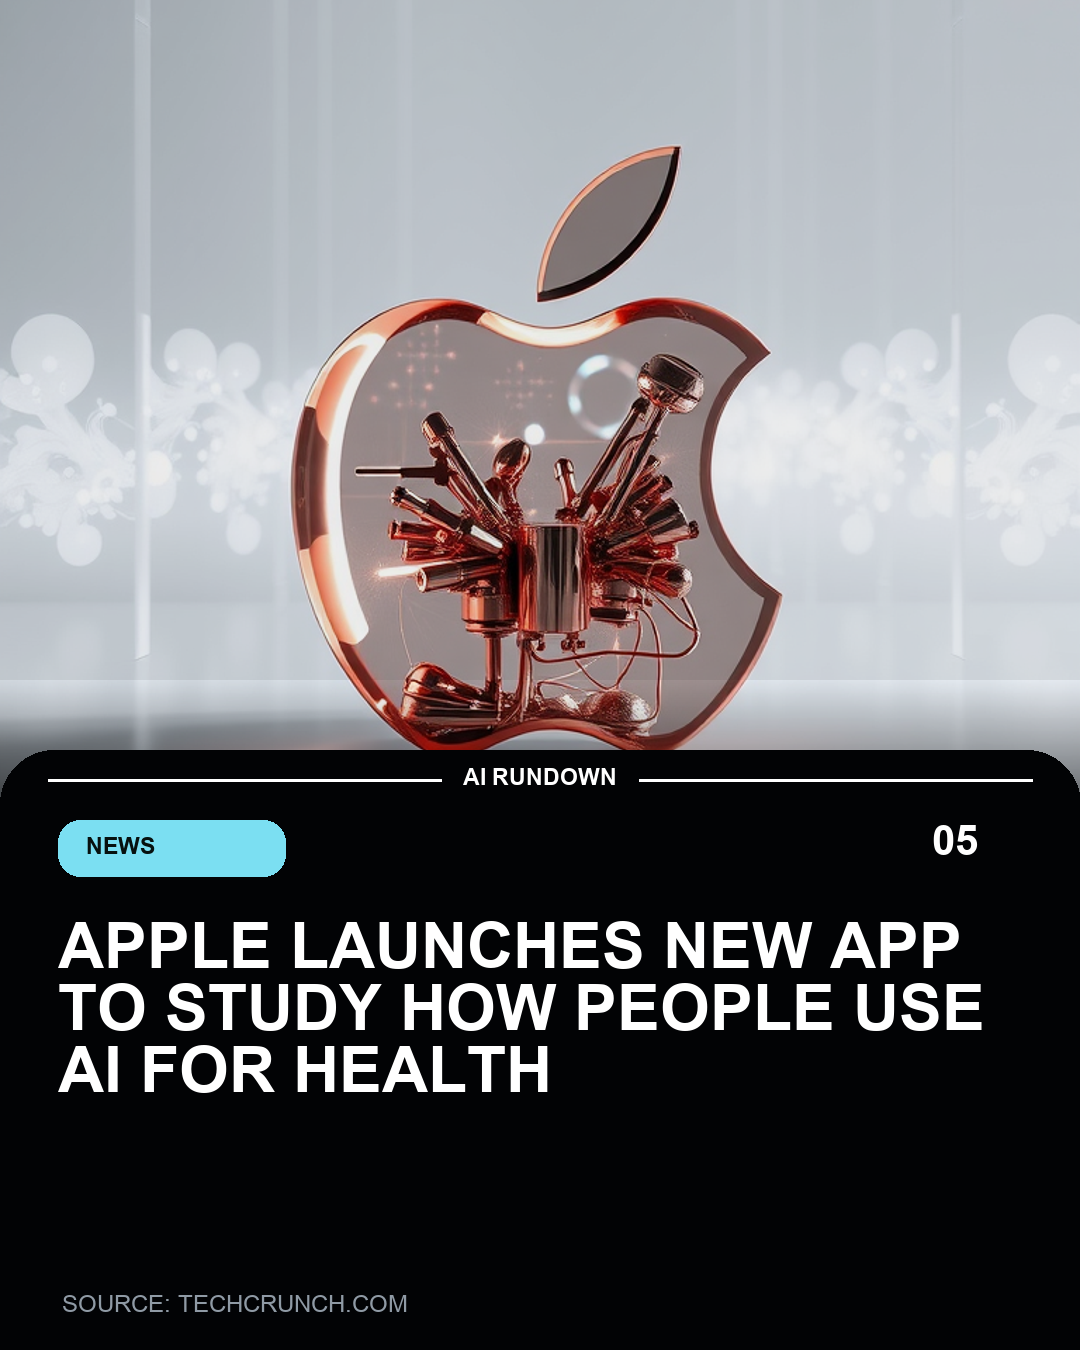 AI RUNDOWN
NEWS
05
APPLE LAUNCHES NEW APP
TO STUDY HOW PEOPLE USE
AI FOR HEALTH
SOURCE: TECHCRUNCH.COM